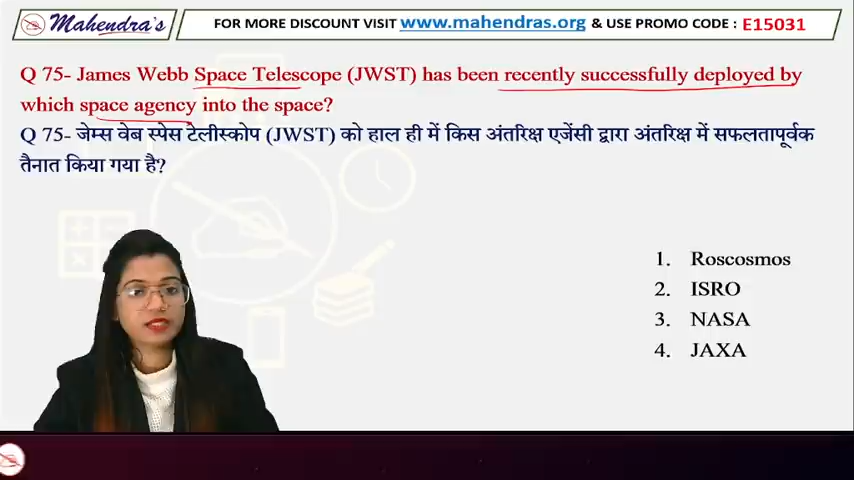 Mahendra's
FOR MORE DISCOUNT VISIT www.mahendras.org & USE PROMO CODE : E15031
Q 75- James Webb Space Telescope (JWST) has been recently successfully deployed by
which space agency into the space?
Q 75- जेम्स वेब स्पेस टेलीस्कोप (JWST) को हाल ही में किस अंतरिक्ष एजेंसी द्वारा अंतरिक्ष में सफलतापूर्वक
तैनात किया गया है?
1. Roscosmos
2. ISRO
3. NASA
4. JAXA